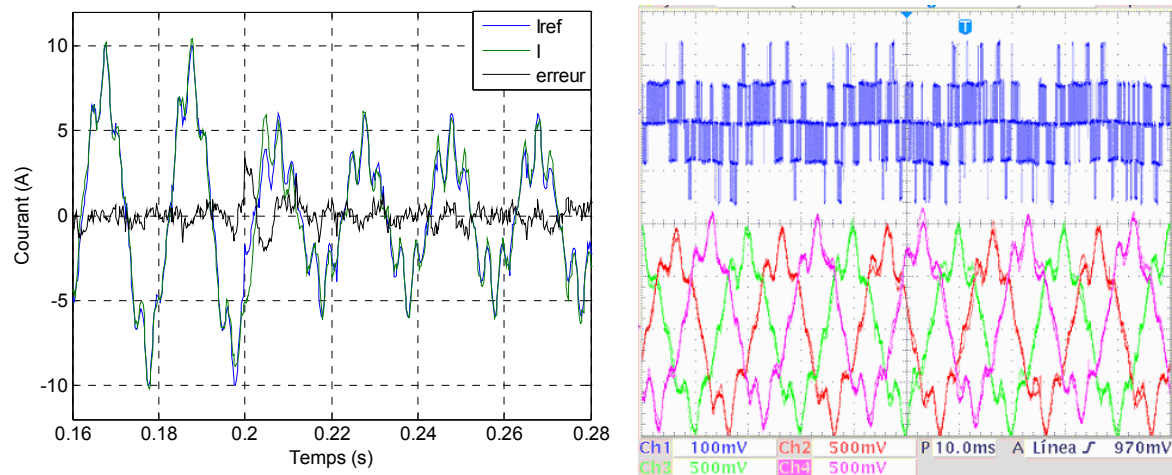 Iref
I
erreur
10
5
0
-5
-10
Courant (A)
0.16 0.18 0.2 0.22 0.24 0.26 0.28
Temps (s)
T
Ch1 100mV Ch2 500mV P 10.0ms A Línea 970mV
Ch3 500mV Ch4 500mV